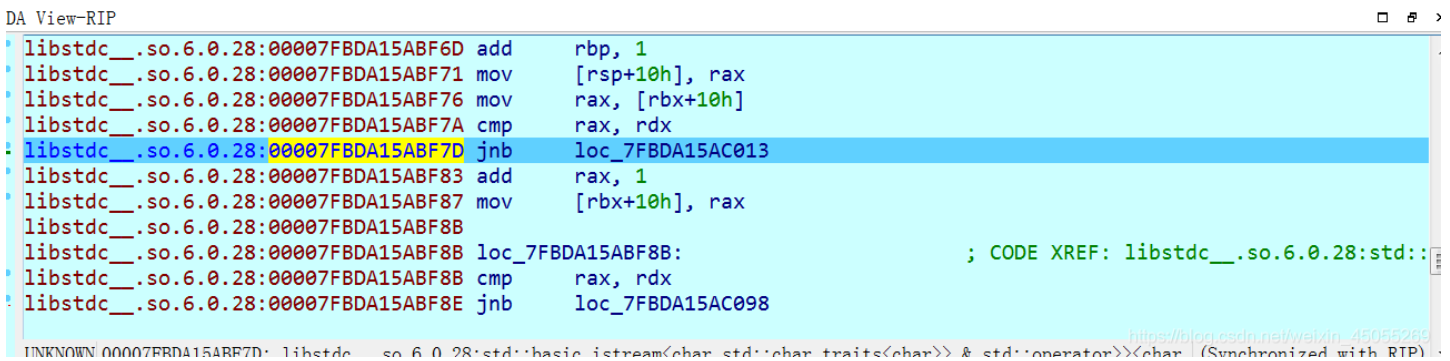 DA View-RIP
libstdc__.so.6.0.28:00007FBDA15ABF6D add rbp, 1
libstdc__.so.6.0.28:00007FBDA15ABF71 mov [rsp+10h], rax
libstdc__.so.6.0.28:00007FBDA15ABF76 mov rax, [rbx+10h]
libstdc__.so.6.0.28:00007FBDA15ABF7A cmp rax, rdx
libstdc__.so.6.0.28:00007FBDA15ABF7D jnb loc_7FBDA15AC013
libstdc__.so.6.0.28:00007FBDA15ABF83 add rax, 1
libstdc__.so.6.0.28:00007FBDA15ABF87 mov [rbx+10h], rax
libstdc__.so.6.0.28:00007FBDA15ABF8B
libstdc__.so.6.0.28:00007FBDA15ABF8B loc_7FBDA15ABF8B: ; CODE XREF: libstdc__.so.6.0.28:std::
libstdc__.so.6.0.28:00007FBDA15ABF8B cmp rax, rdx
libstdc__.so.6.0.28:00007FBDA15ABF8E jnb loc_7FBDA15AC098
https://blog.csdn.net/weixin_45055269
UNKNOWN 00007FBDA15ABF7D: libstdc__.so.6.0.28:std::basic_istream<char,std::char_traits<char>> & std::operator>><char, (Synchronized with RIP)